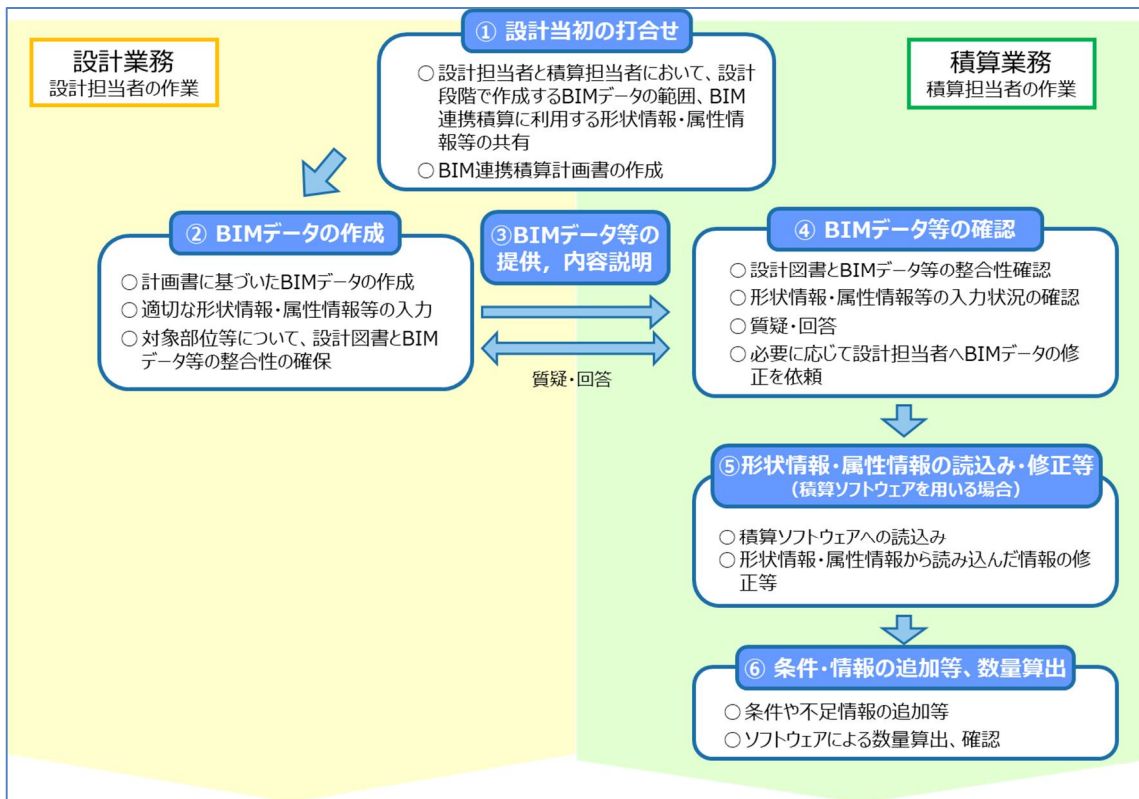 ① 設計当初の打合せ
設計業務
設計担当者の作業
○設計担当者と積算担当者において、設計
段階で作成するBIMデータの範囲、BIM
連携積算に利用する形状情報・属性情
報等の共有
○BIM連携積算計画書の作成
積算業務
積算担当者の作業
② BIMデータの作成
○計画書に基づいたBIMデータの作成
○適切な形状情報・属性情報等の入力
○対象部位等について、設計図書とBIM
データ等の整合性の確保
③BIMデータ等の
提供，内容説明
質疑・回答
④ BIMデータ等の確認
○設計図書とBIMデータ等の整合性確認
○形状情報・属性情報等の入力状況の確認
○質疑・回答
○必要に応じて設計担当者へBIMデータの修
正を依頼
⑤形状情報・属性情報の読込み・修正等
（積算ソフトウェアを用いる場合）
○積算ソフトウェアへの読込み
○形状情報・属性情報から読み込んだ情報の修
正等
⑥ 条件・情報の追加等、数量算出
○条件や不足情報の追加等
○ソフトウェアによる数量算出、確認